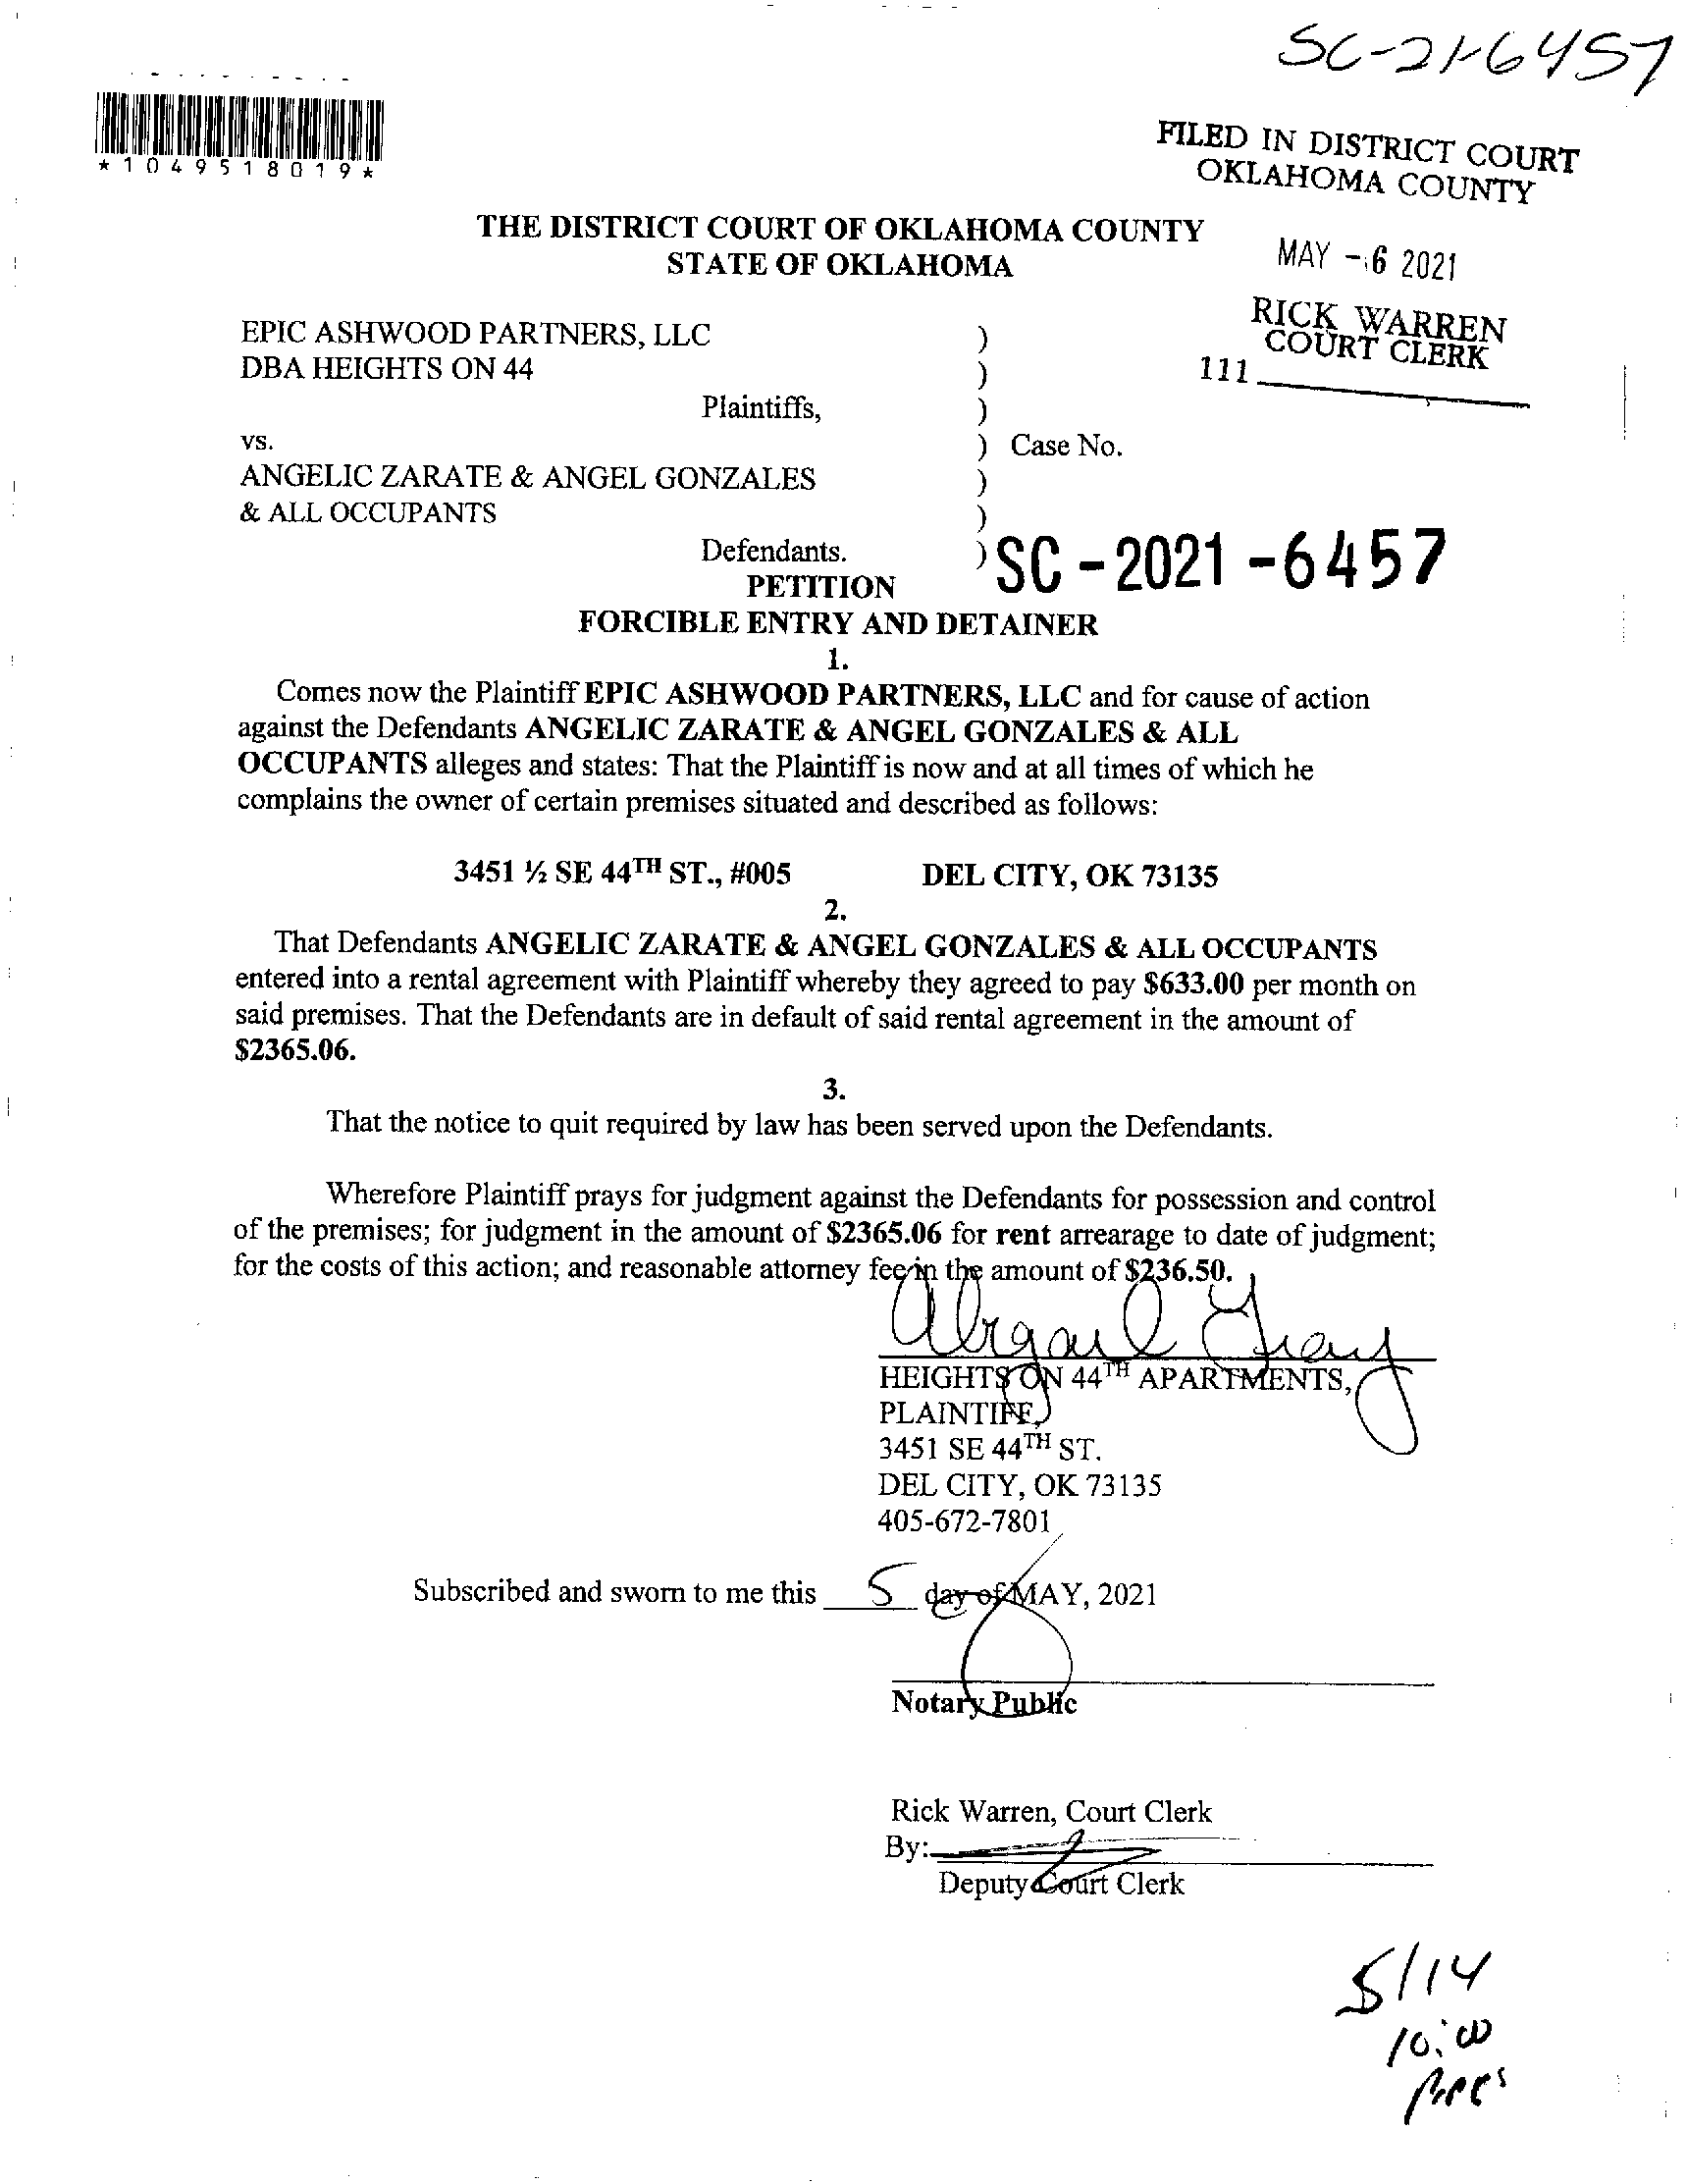 SC-21-6457
*1049518019*
FILED IN DISTRICT COURT
OKLAHOMA COUNTY
THE DISTRICT COURT OF OKLAHOMA COUNTY
STATE OF OKLAHOMA
MAY -6 2021
RICK WARREN
COURT CLERK
111
EPIC ASHWOOD PARTNERS, LLC )
DBA HEIGHTS ON 44 )
Plaintiffs, )
vs. ) Case No.
ANGELIC ZARATE & ANGEL GONZALES )
& ALL OCCUPANTS )
Defendants. ) SC - 2021 - 6457
PETITION
FORCIBLE ENTRY AND DETAINER
1.
Comes now the Plaintiff EPIC ASHWOOD PARTNERS, LLC and for cause of action
against the Defendants ANGELIC ZARATE & ANGEL GONZALES & ALL
OCCUPANTS alleges and states: That the Plaintiff is now and at all times of which he
complains the owner of certain premises situated and described as follows:
3451 ½ SE 44TH ST., #005 DEL CITY, OK 73135
2.
That Defendants ANGELIC ZARATE & ANGEL GONZALES & ALL OCCUPANTS
entered into a rental agreement with Plaintiff whereby they agreed to pay $633.00 per month on
said premises. That the Defendants are in default of said rental agreement in the amount of
$2365.06.
3.
That the notice to quit required by law has been served upon the Defendants.
Wherefore Plaintiff prays for judgment against the Defendants for possession and control
of the premises; for judgment in the amount of $2365.06 for rent arrearage to date of judgment;
for the costs of this action; and reasonable attorney fee in the amount of $236.50.
Abigail Gray
HEIGHTS ON 44TH APARTMENTS,
PLAINTIFF,
3451 SE 44TH ST.
DEL CITY, OK 73135
405-672-7801
Subscribed and sworn to me this 5 day of MAY, 2021
Notary Public
Rick Warren, Court Clerk
By:
Deputy Court Clerk
5/14
10:00